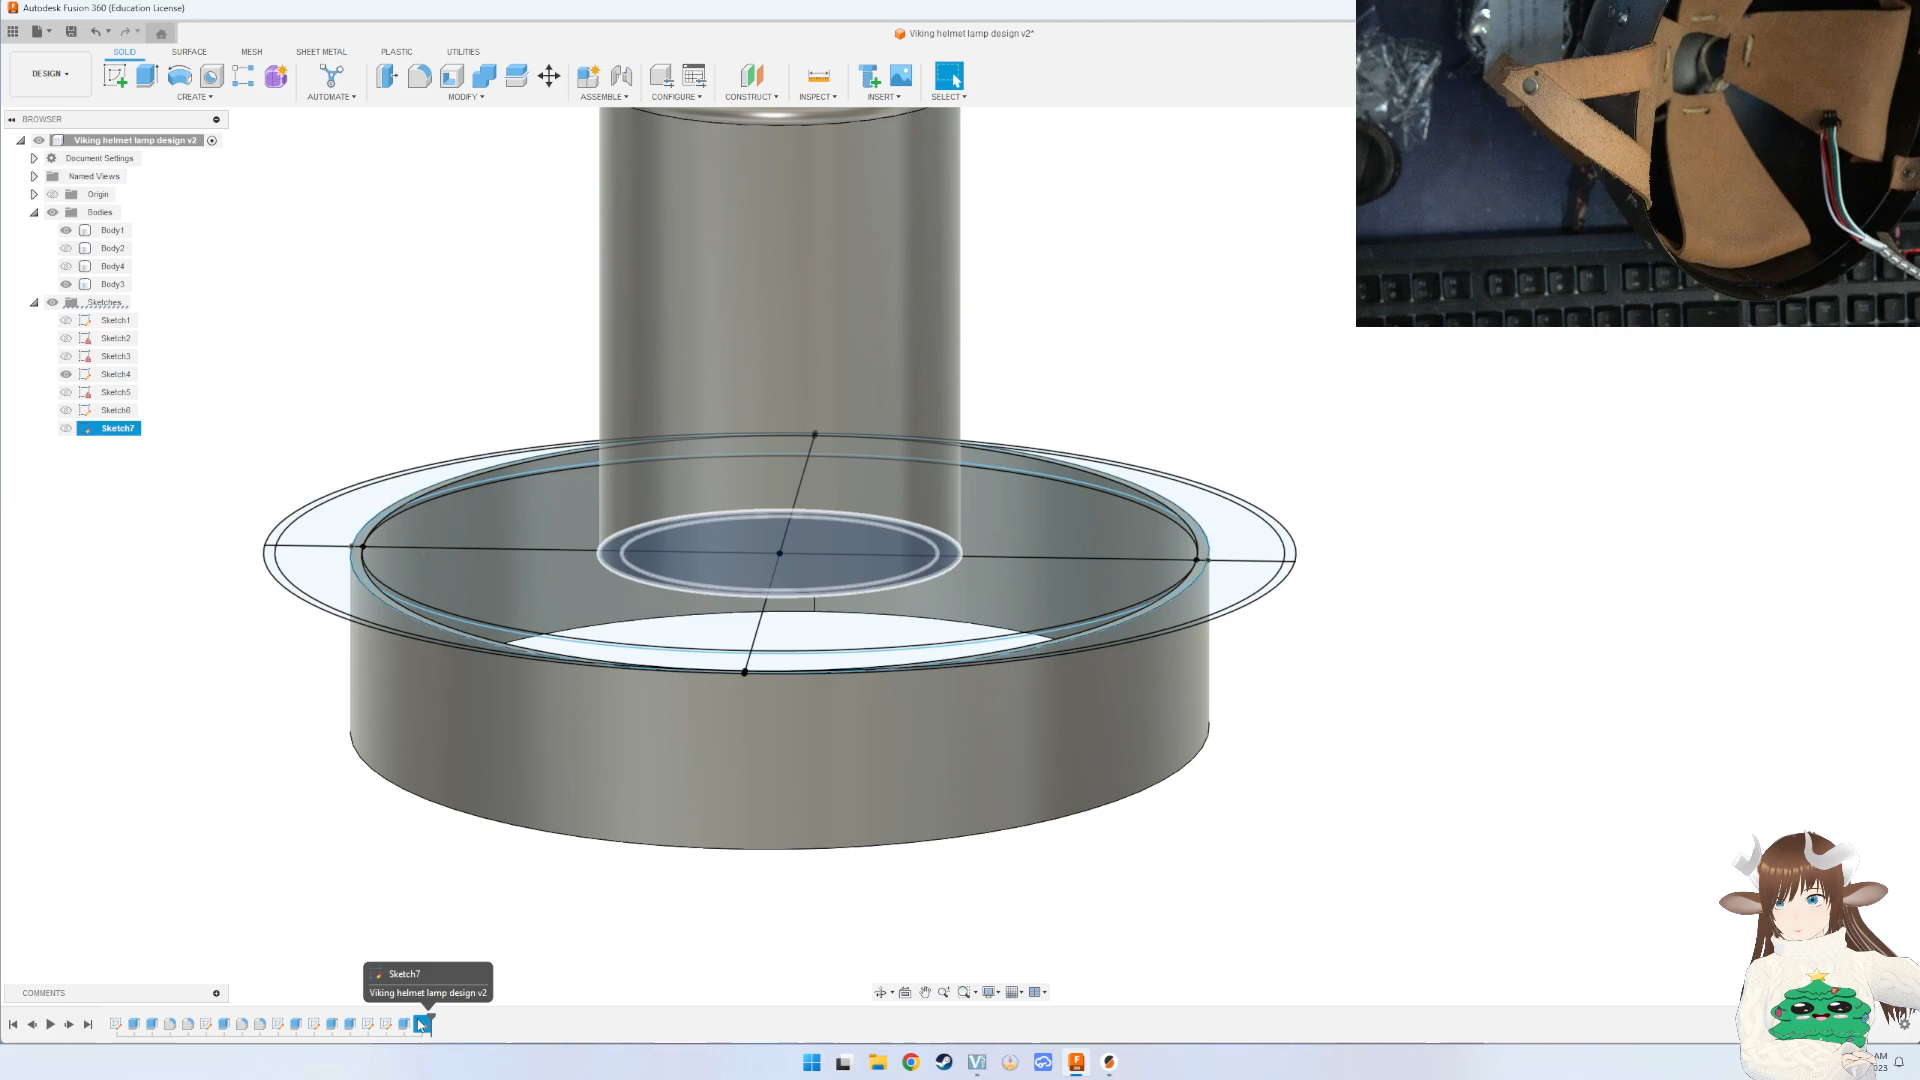 Autodesk Fusion 360 (Education License)
Viking helmet lamp design v2*
DESIGN
SOLID
SURFACE
MESH
SHEET METAL
PLASTIC
UTILITIES
CREATE
AUTOMATE
MODIFY
ASSEMBLE
CONFIGURE
CONSTRUCT
INSPECT
INSERT
SELECT
BROWSER
Viking helmet lamp design v2
Document Settings
Named Views
Origin
Bodies
Body1
Body2
Body4
Body3
Sketches
Sketch1
Sketch2
Sketch3
Sketch4
Sketch5
Sketch6
Sketch7
Sketch7
Viking helmet lamp design v2
COMMENTS
AM
023